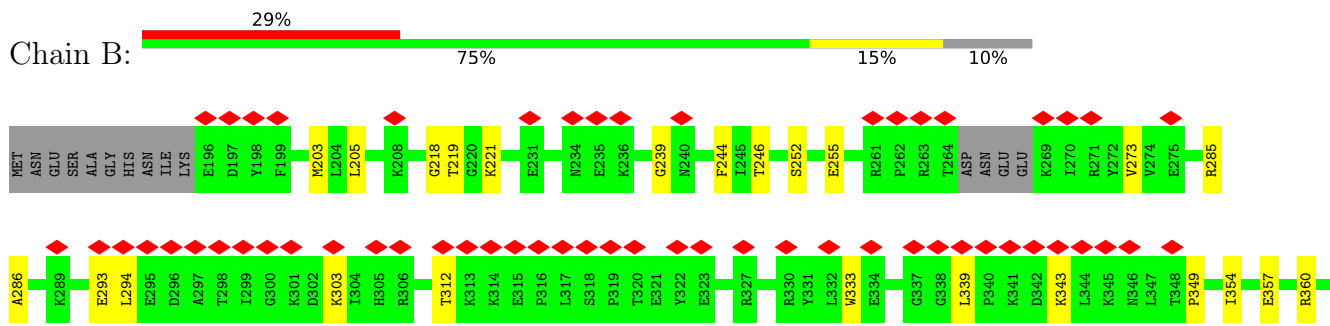 29%
Chain B:
75% 15% 10%
MET ASN GLU SER ALA GLY HIS ASN ILE LYS E196 D197 Y198 F199 M203 L204 L205 K208 G218 T219 G220 K221 E231 N234 E235 K236 G239 N240 F244 I245 T246 S252 E255 R261 P262 R263 T264 ASP ASN GLU GLU K269 I270 R271 Y272 V273 V274 E275 R285
A286 K289 E293 L294 E295 D296 A297 T298 I299 G300 K301 D302 K303 I304 H305 R306 T312 K313 K314 E315 P316 L317 S318 P319 T320 E321 Y322 E323 R327 R330 Y331 L332 W333 E334 G337 G338 L339 P340 K341 D342 K343 L344 K345 N346 L347 T348 P349 I354 E357 R360